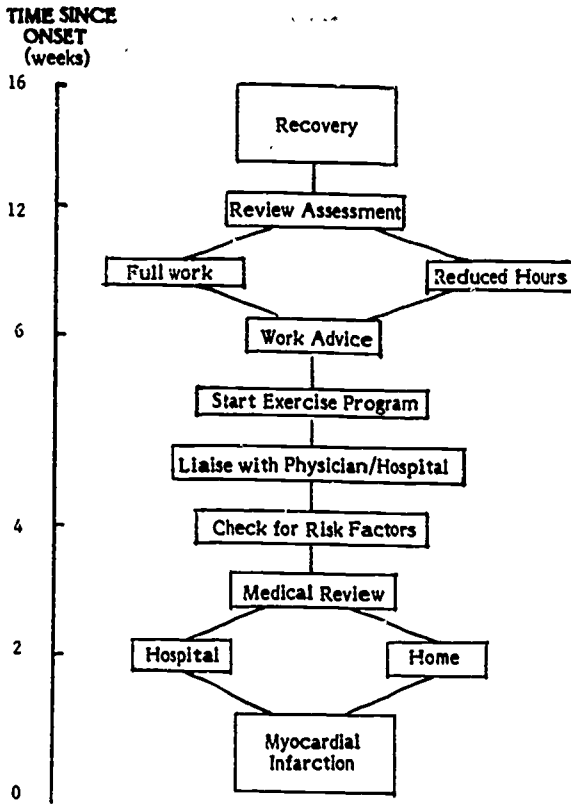 TIME SINCE
ONSET
(weeks)
16
Recovery
12
Review Assessment
Full work
Reduced Hours
6
Work Advice
Start Exercise Program
Liaise with Physician/Hospital
4
Check for Risk Factors
Medical Review
2
Hospital
Home
Myocardial
Infarction
0